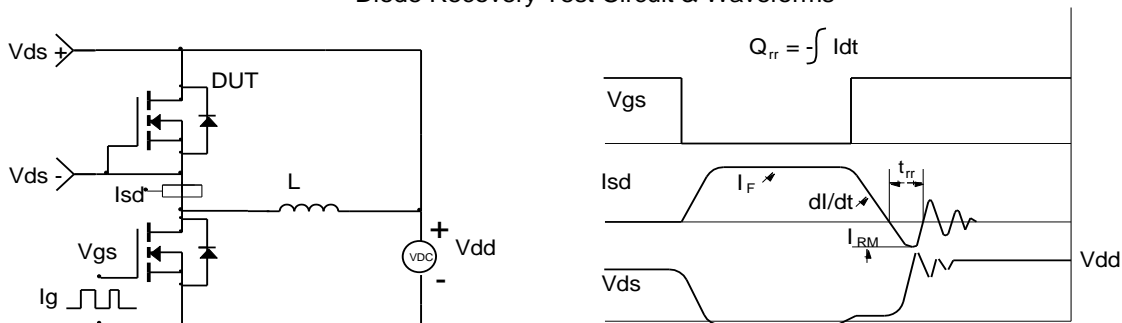 Diode Recovery Test Circuit & Waveforms
Vds +
DUT
Vds -
Isd
L
Vgs
Ig
+
VDC
-
Vdd
Qrr = -∫ Idt
Vgs
Isd
IF
dI/dt
trr
IRM
Vds
Vdd